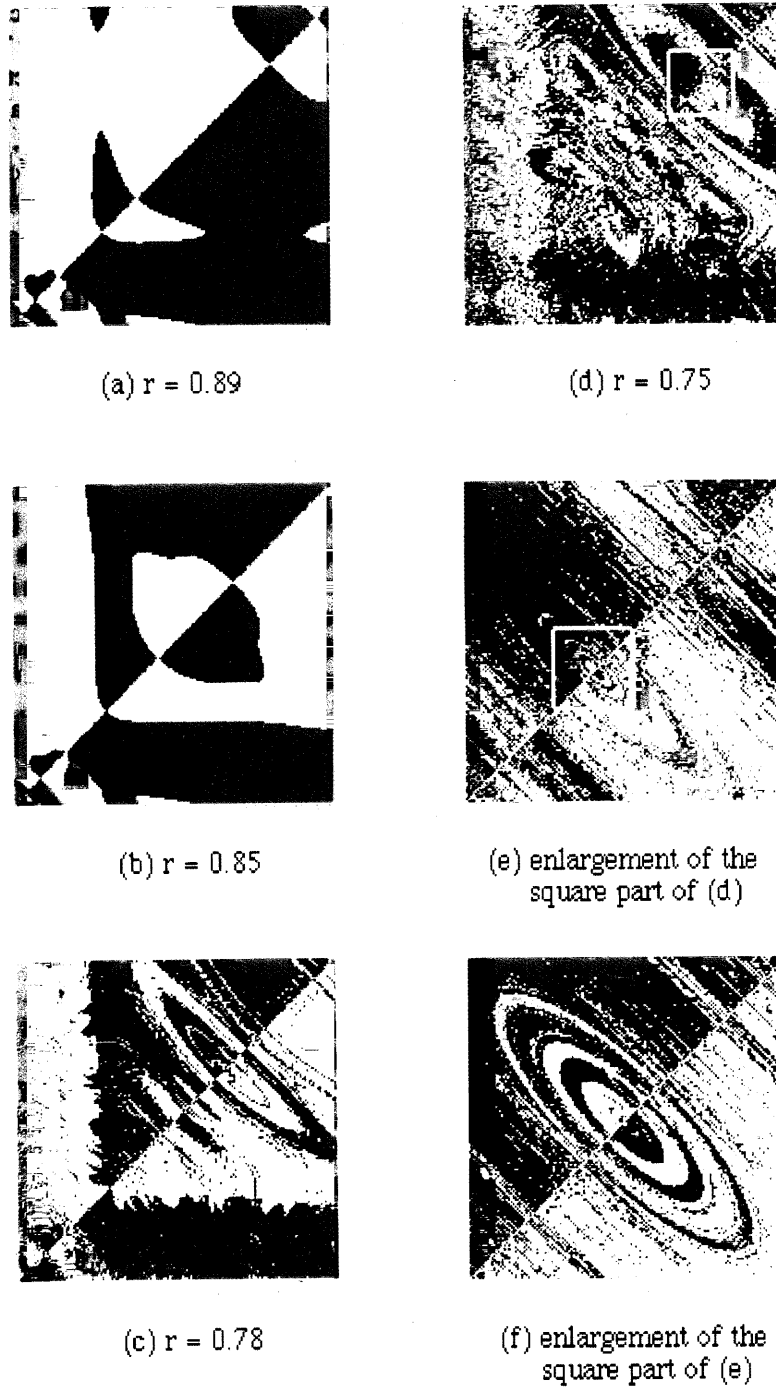 (a) r = 0.89
(d) r = 0.75
(b) r = 0.85
(e) enlargement of the
square part of (d)
(c) r = 0.78
(f) enlargement of the
square part of (e)